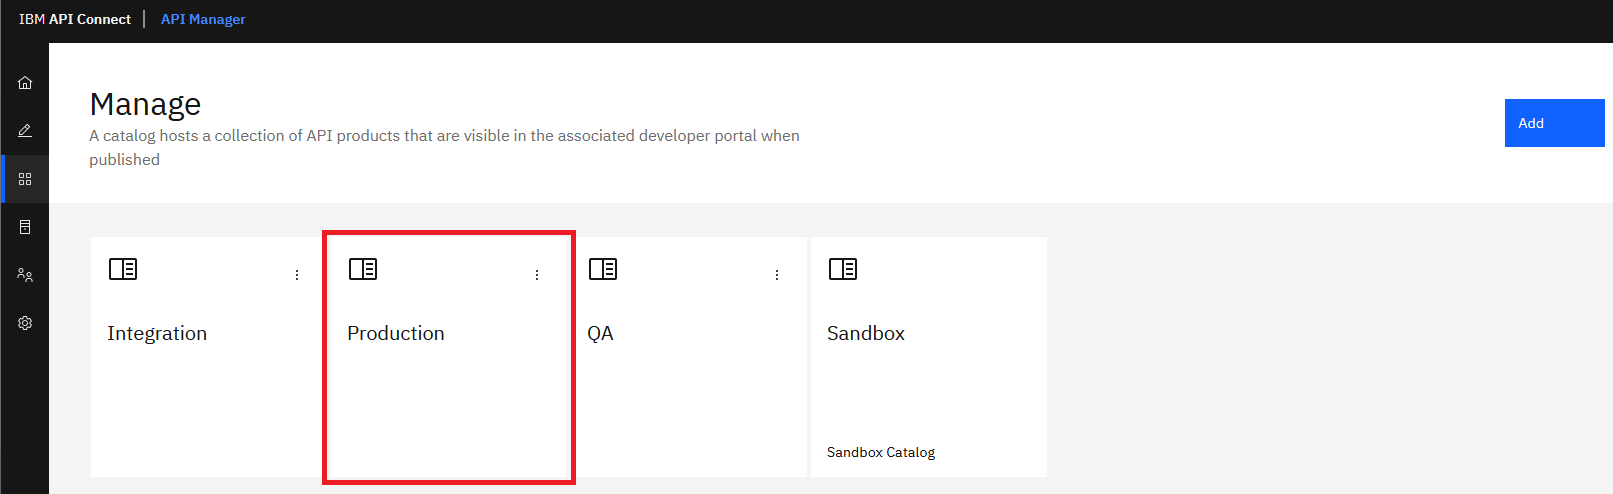 IBM API Connect | API Manager
Manage
A catalog hosts a collection of API products that are visible in the associated developer portal when
published
Add
Integration
Production
QA
Sandbox
Sandbox Catalog